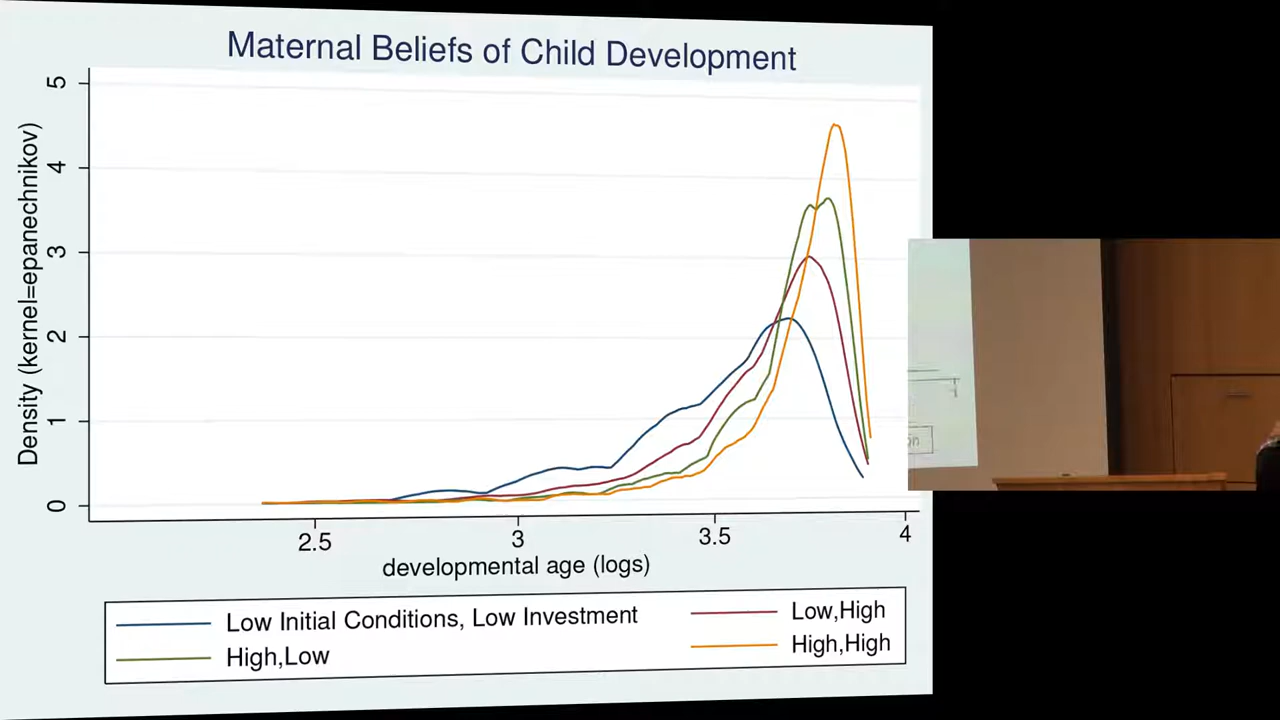 Maternal Beliefs of Child Development
Density (kernel=epanechnikov)
5
4
3
2
1
0
2.5 3 3.5 4
developmental age (logs)
Low Initial Conditions, Low Investment
Low,High
High,Low
High,High